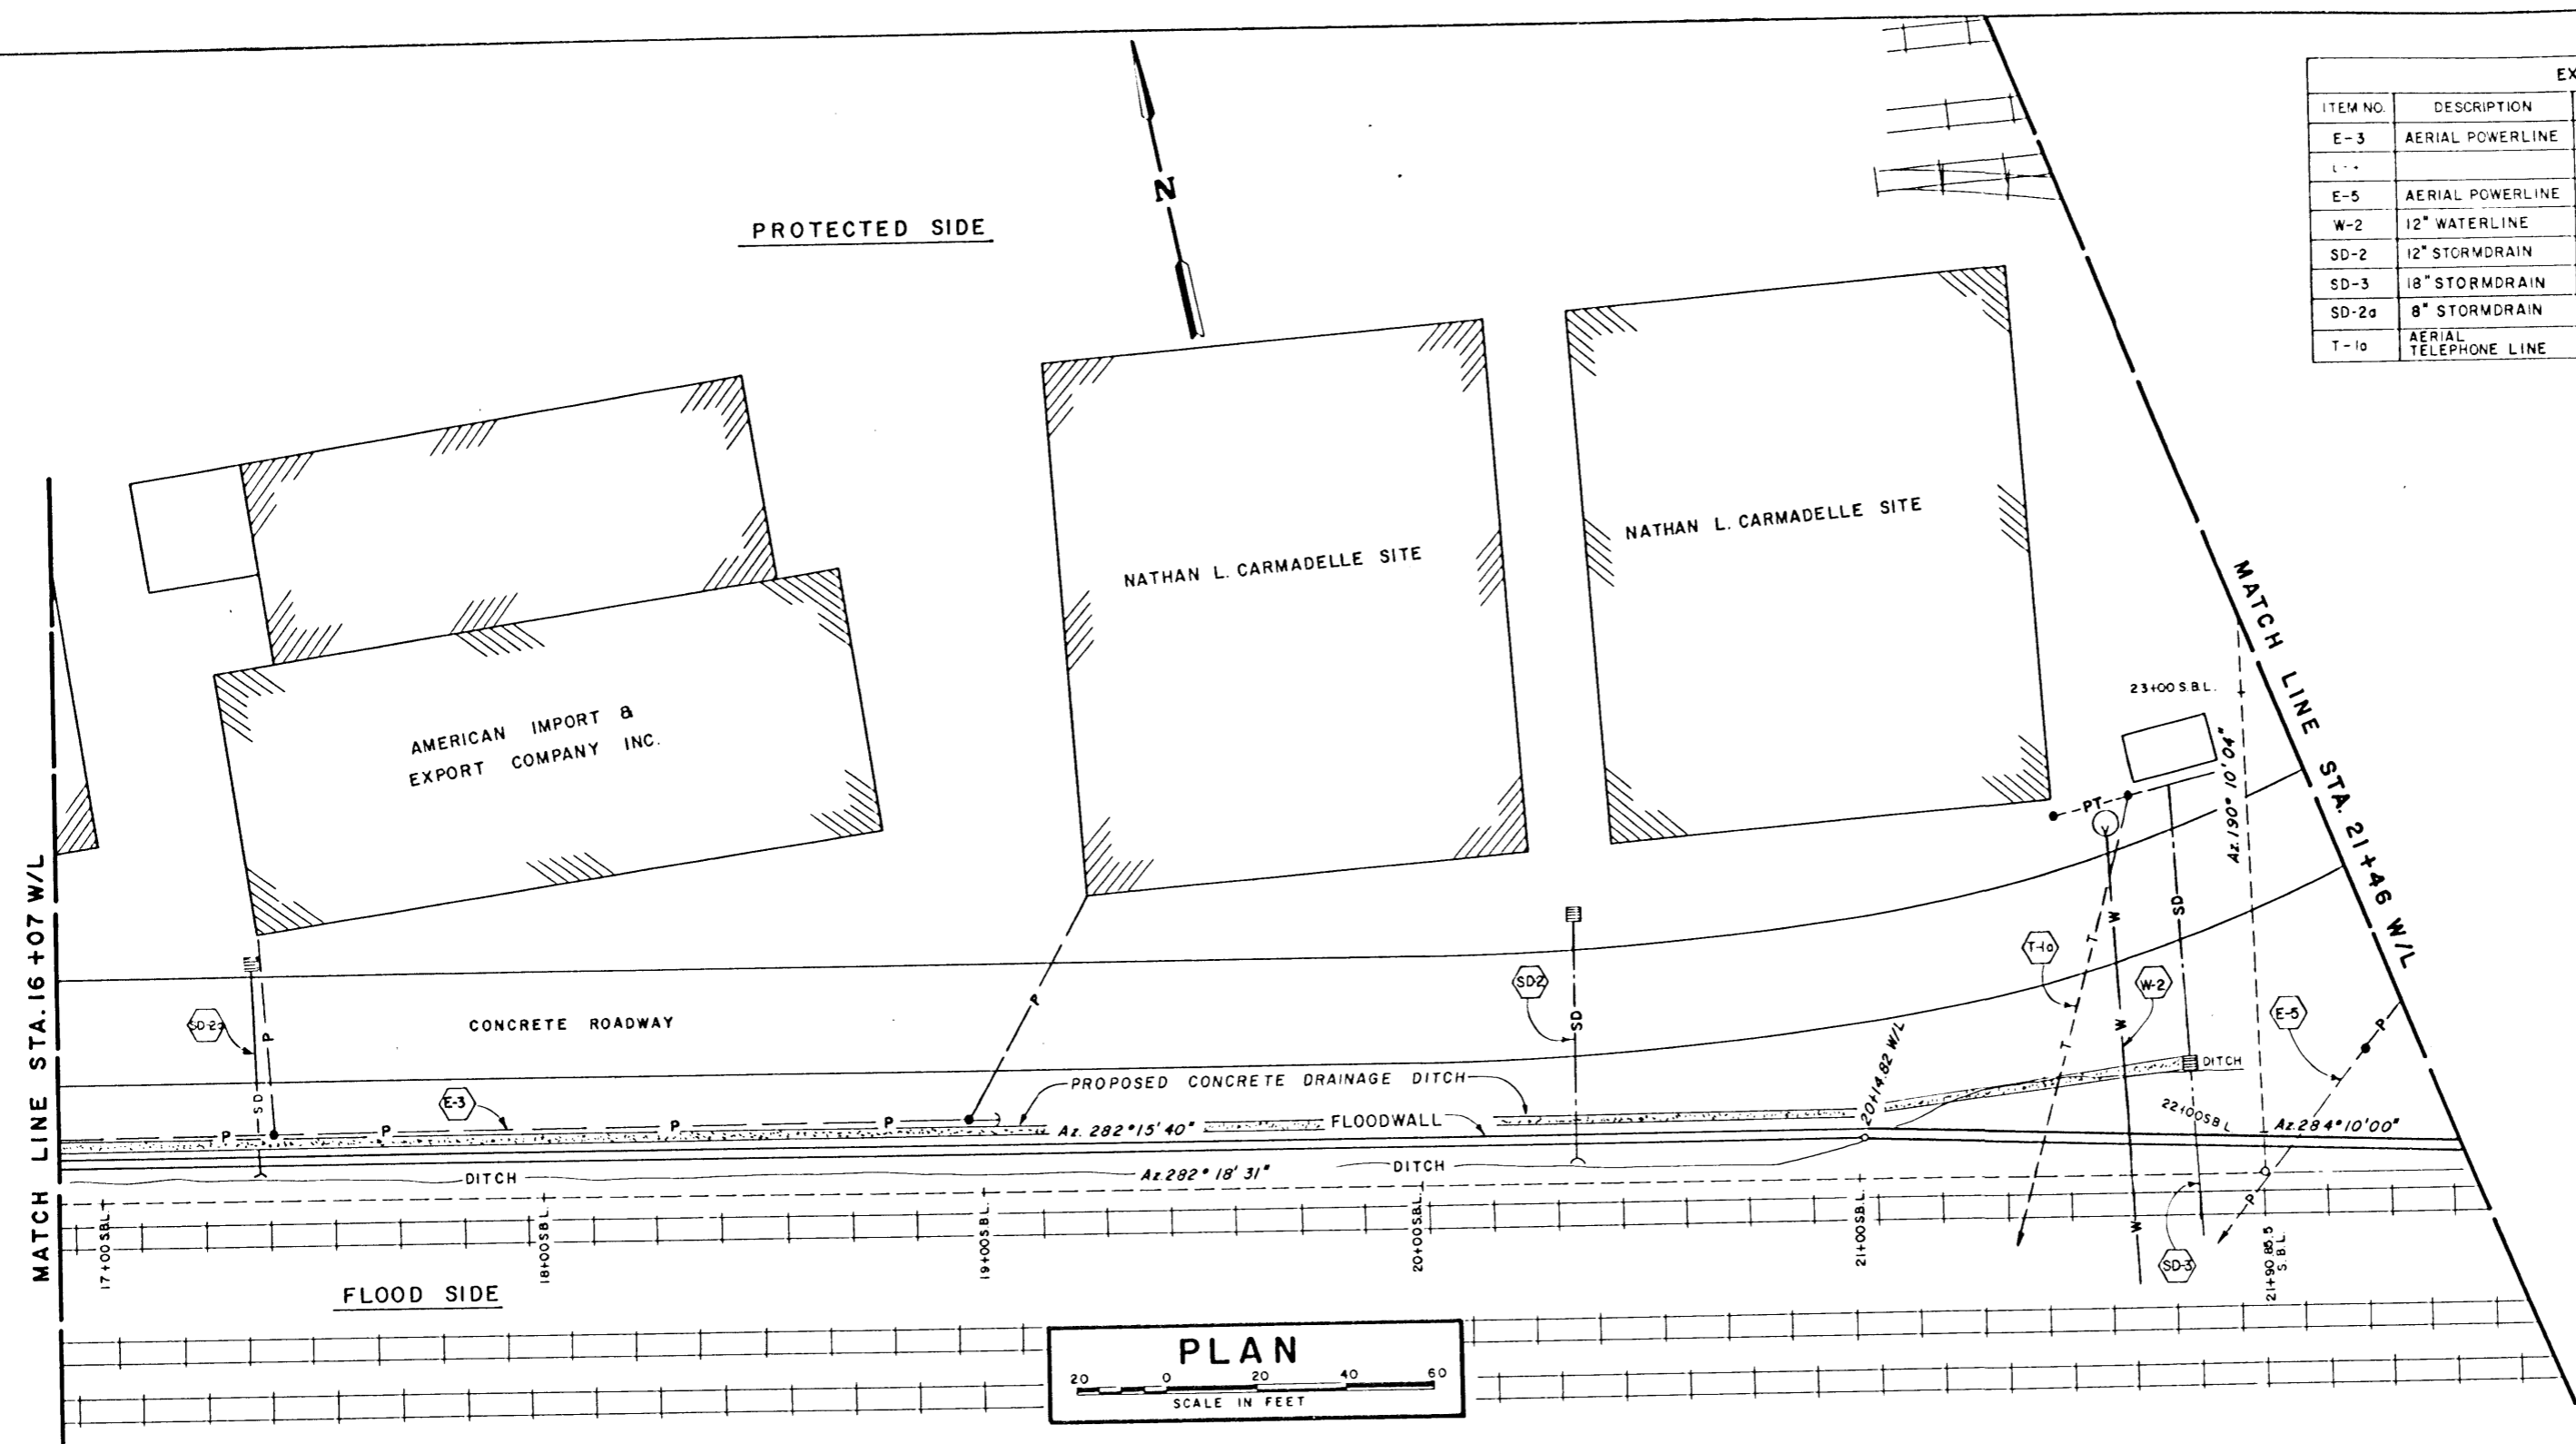 PROTECTED SIDE
N
EX
ITEM NO. DESCRIPTION
E-3 AERIAL POWERLINE
E-5 AERIAL POWERLINE
W-2 12" WATERLINE
SD-2 12" STORMDRAIN
SD-3 18" STORMDRAIN
SD-2a 8" STORMDRAIN
T-1a AERIAL
TELEPHONE LINE
NATHAN L. CARMADELLE SITE
NATHAN L. CARMADELLE SITE
AMERICAN IMPORT &
EXPORT COMPANY INC.
MATCH LINE STA. 16+07 W/L
MATCH LINE STA. 21+46 W/L
23+00 S.B.L.
Az. 190° 10' 04"
PT
V
T-1a
W-2
SD-2
SD-2a
E-5
E-3
SD-3
CONCRETE ROADWAY
PROPOSED CONCRETE DRAINAGE DITCH
FLOODWALL
20+14.82 W/L
DITCH
22+00 S B L
Az. 284° 10' 00"
Az. 282° 15' 40"
Az. 282° 18' 31"
DITCH
DITCH
P
P
P
P
P
P
P
P
SD
SD
SD
T
T
W
W
W
17+00 S.B.L.
18+00 S.B.L.
19+00 S.B.L.
20+00 S.B.L.
21+00 S.B.L.
21+90.85.5
S.B.L.
FLOOD SIDE
PLAN
20 0 20 40 60
SCALE IN FEET